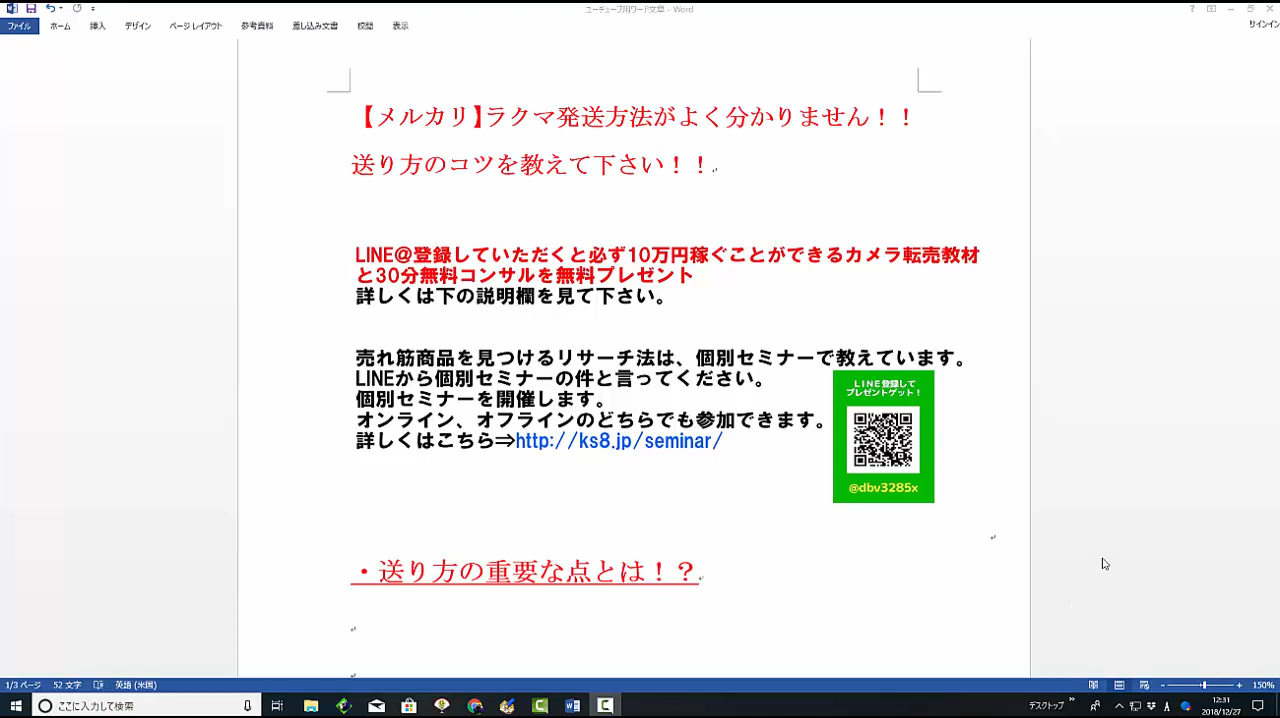 ユーチューブ用ワード文章 - Word
ファイル ホーム 挿入 デザイン ページ レイアウト 参考資料 差し込み文書 校閲 表示 サインイン
【メルカリ】ラクマ発送方法がよく分かりません！！
送り方のコツを教えて下さい！！
LINE@登録していただくと必ず10万円稼ぐことができるカメラ転売教材
と30分無料コンサルを無料プレゼント
詳しくは下の説明欄を見て下さい。
売れ筋商品を見つけるリサーチ法は、個別セミナーで教えています。
LINEから個別セミナーの件と言ってください。
個別セミナーを開催します。
オンライン、オフラインのどちらでも参加できます。
詳しくはこちら⇒http://ks8.jp/seminar/
LINE登録して
プレゼントゲット！
@dbv3285x
・送り方の重要な点とは！？
1/3 ページ 52 文字 英語 (米国) 150%
ここに入力して検索 デスクトップ A 12:31
2018/12/27